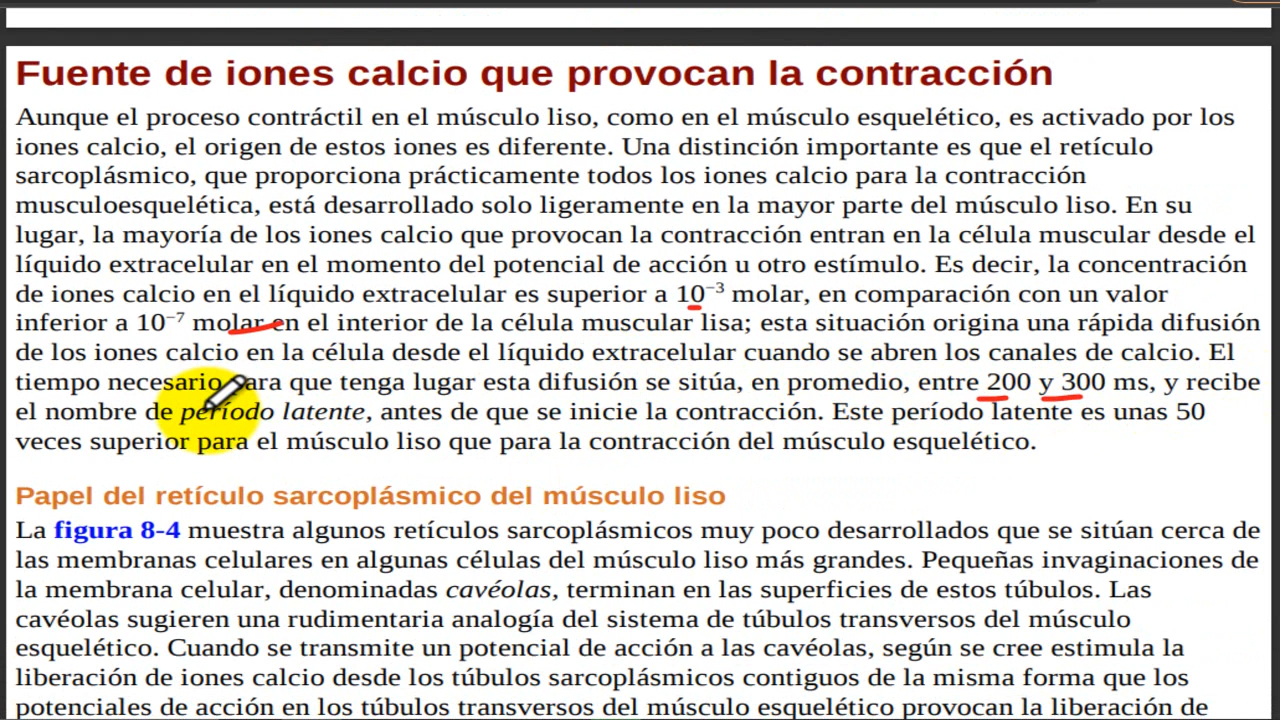 Fuente de iones calcio que provocan la contracción
Aunque el proceso contráctil en el músculo liso, como en el músculo esquelético, es activado por los
iones calcio, el origen de estos iones es diferente. Una distinción importante es que el retículo
sarcoplásmico, que proporciona prácticamente todos los iones calcio para la contracción
musculoesquelética, está desarrollado solo ligeramente en la mayor parte del músculo liso. En su
lugar, la mayoría de los iones calcio que provocan la contracción entran en la célula muscular desde el
líquido extracelular en el momento del potencial de acción u otro estímulo. Es decir, la concentración
de iones calcio en el líquido extracelular es superior a 10⁻³ molar, en comparación con un valor
inferior a 10⁻⁷ molar en el interior de la célula muscular lisa; esta situación origina una rápida difusión
de los iones calcio en la célula desde el líquido extracelular cuando se abren los canales de calcio. El
tiempo necesario para que tenga lugar esta difusión se sitúa, en promedio, entre 200 y 300 ms, y recibe
el nombre de período latente, antes de que se inicie la contracción. Este período latente es unas 50
veces superior para el músculo liso que para la contracción del músculo esquelético.
Papel del retículo sarcoplásmico del músculo liso
La figura 8-4 muestra algunos retículos sarcoplásmicos muy poco desarrollados que se sitúan cerca de
las membranas celulares en algunas células del músculo liso más grandes. Pequeñas invaginaciones de
la membrana celular, denominadas cavéolas, terminan en las superficies de estos túbulos. Las
cavéolas sugieren una rudimentaria analogía del sistema de túbulos transversos del músculo
esquelético. Cuando se transmite un potencial de acción a las cavéolas, según se cree estimula la
liberación de iones calcio desde los túbulos sarcoplásmicos contiguos de la misma forma que los
potenciales de acción en los túbulos transversos del músculo esquelético provocan la liberación de